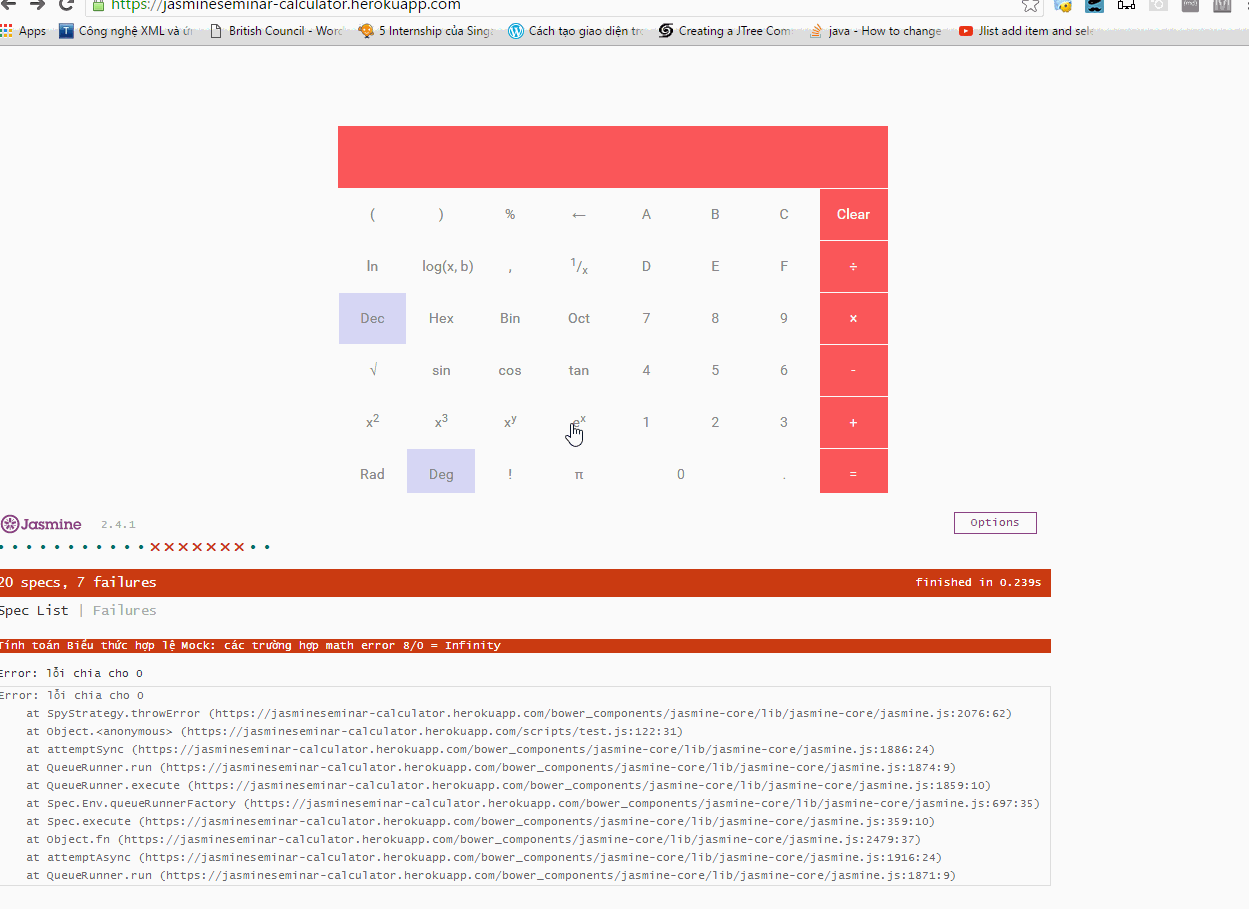 https://jasmineseminar-calculator.herokuapp.com
Apps Công nghệ XML và ứ British Council - Word 5 Internship của Sing Cách tạo giao diện tr Creating a JTree Com java - How to change Jlist add item and sele
( ) % ← A B C Clear
ln log(x, b) , 1/x D E F ÷
Dec Hex Bin Oct 7 8 9 ×
√ sin cos tan 4 5 6 -
x² x³ xʸ eˣ 1 2 3 +
Rad Deg ! π 0 . =
Jasmine 2.4.1 Options
20 specs, 7 failures finished in 0.239s
Spec List | Failures
Tính toán Biểu thức hợp lệ Mock: các trường hợp math error 8/0 = Infinity
Error: lỗi chia cho 0
Error: lỗi chia cho 0
at SpyStrategy.throwError (https://jasmineseminar-calculator.herokuapp.com/bower_components/jasmine-core/lib/jasmine-core/jasmine.js:2076:62)
at Object.<anonymous> (https://jasmineseminar-calculator.herokuapp.com/scripts/test.js:122:31)
at attemptSync (https://jasmineseminar-calculator.herokuapp.com/bower_components/jasmine-core/lib/jasmine-core/jasmine.js:1886:24)
at QueueRunner.run (https://jasmineseminar-calculator.herokuapp.com/bower_components/jasmine-core/lib/jasmine-core/jasmine.js:1874:9)
at QueueRunner.execute (https://jasmineseminar-calculator.herokuapp.com/bower_components/jasmine-core/lib/jasmine-core/jasmine.js:1859:10)
at Spec.Env.queueRunnerFactory (https://jasmineseminar-calculator.herokuapp.com/bower_components/jasmine-core/lib/jasmine-core/jasmine.js:697:35)
at Spec.execute (https://jasmineseminar-calculator.herokuapp.com/bower_components/jasmine-core/lib/jasmine-core/jasmine.js:359:10)
at Object.fn (https://jasmineseminar-calculator.herokuapp.com/bower_components/jasmine-core/lib/jasmine-core/jasmine.js:2479:37)
at attemptAsync (https://jasmineseminar-calculator.herokuapp.com/bower_components/jasmine-core/lib/jasmine-core/jasmine.js:1916:24)
at QueueRunner.run (https://jasmineseminar-calculator.herokuapp.com/bower_components/jasmine-core/lib/jasmine-core/jasmine.js:1871:9)